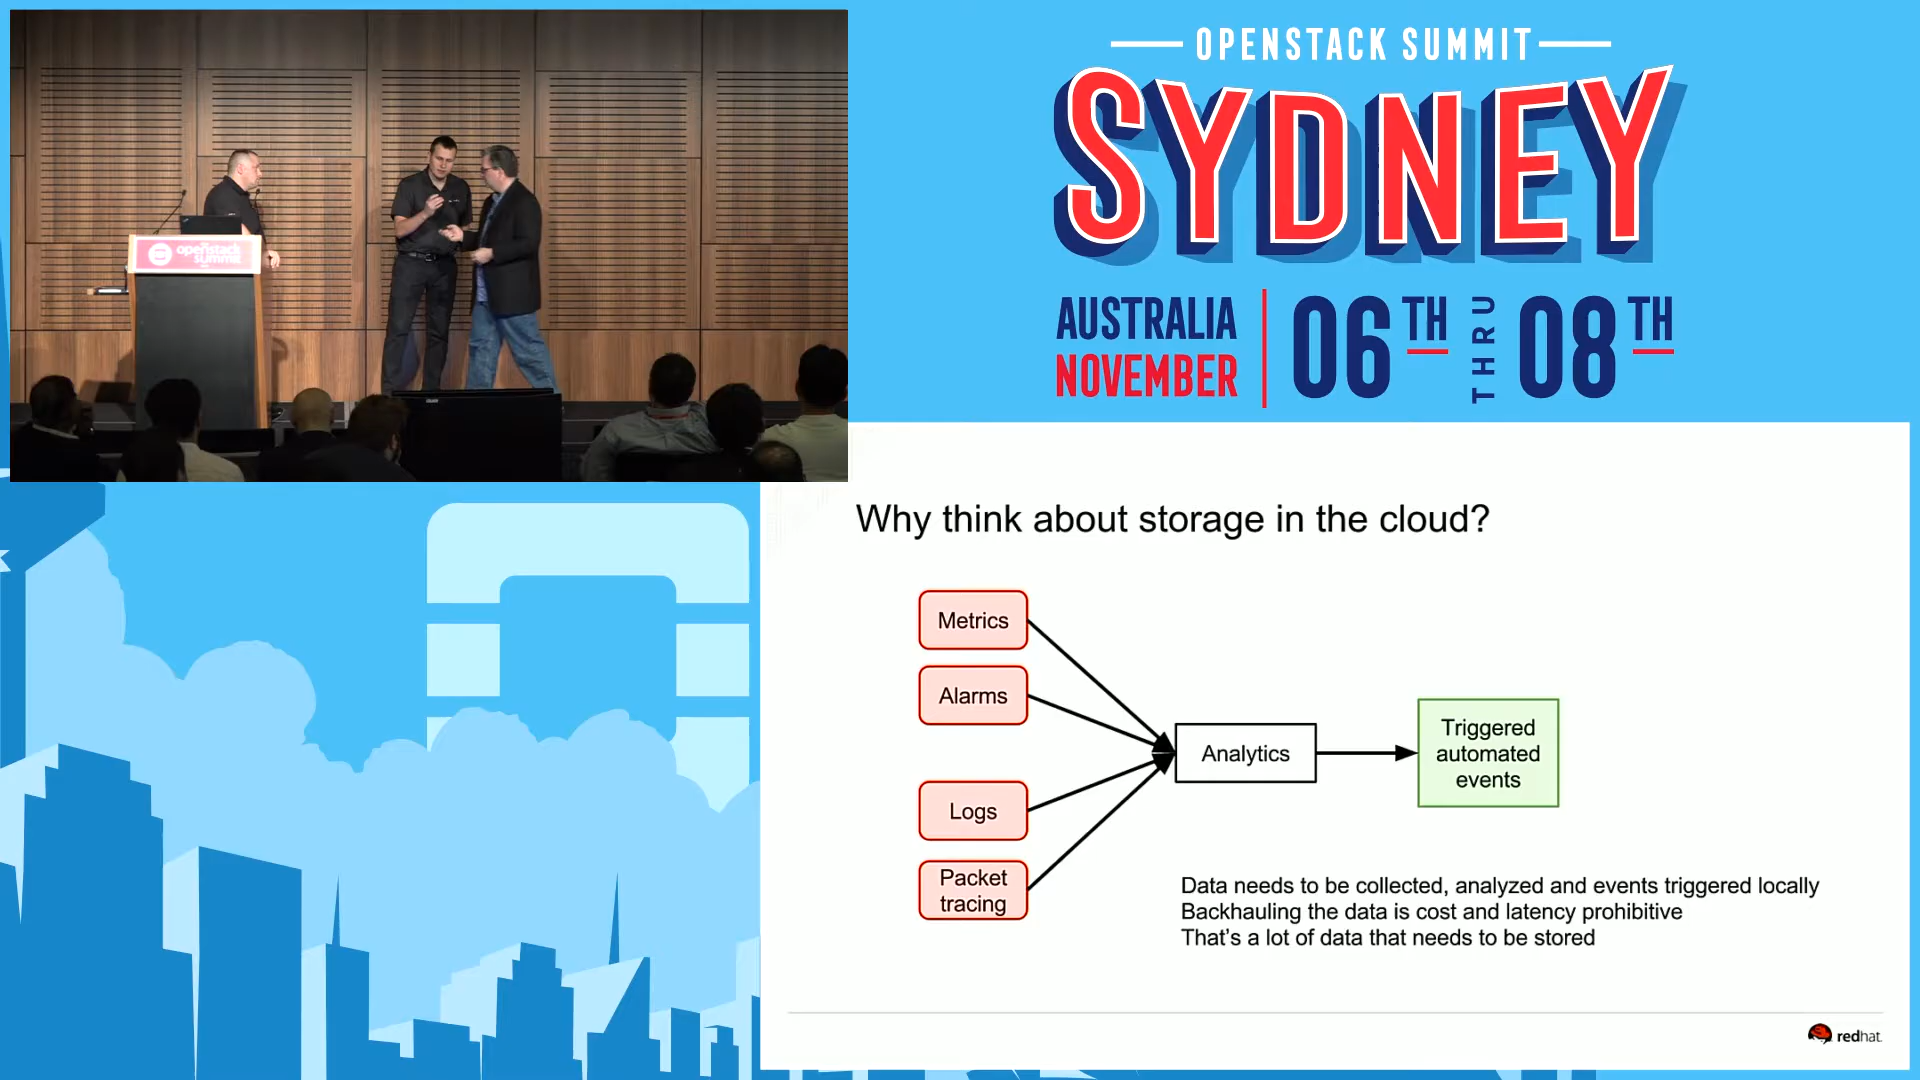 openstack
summit
OPENSTACK SUMMIT
SYDNEY
AUSTRALIA
NOVEMBER
06TH THRU 08TH
Why think about storage in the cloud?
Metrics
Alarms
Logs
Packet
tracing
Analytics
Triggered
automated
events
Data needs to be collected, analyzed and events triggered locally
Backhauling the data is cost and latency prohibitive
That's a lot of data that needs to be stored
redhat.